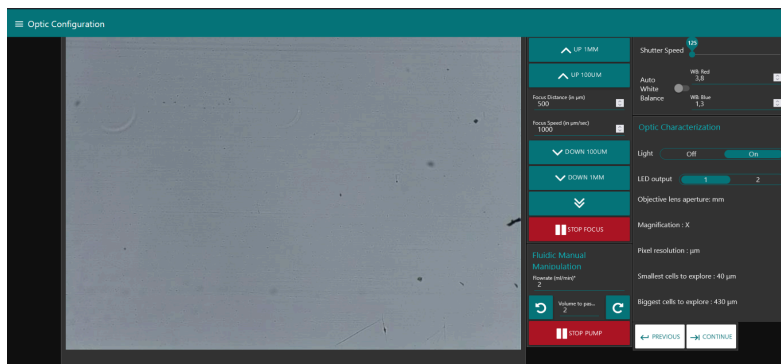 Optic Configuration
UP 1MM
UP 100UM
Focus Distance (in µm)
500
Focus Speed (in µm/sec)
1000
DOWN 100UM
DOWN 1MM
STOP FOCUS
Fluidic Manual
Manipulation
Flowrate (ml/min)*
2
Volume to pas...
2
STOP PUMP
125
Shutter Speed
Auto
White
Balance
WB: Red
3,8
WB: Blue
1,3
Optic Characterization
Light
Off
On
LED output
1
2
Objective lens aperture: mm
Magnification : X
Pixel resolution : µm
Smallest cells to explore : 40 µm
Biggest cells to explore : 430 µm
PREVIOUS
CONTINUE